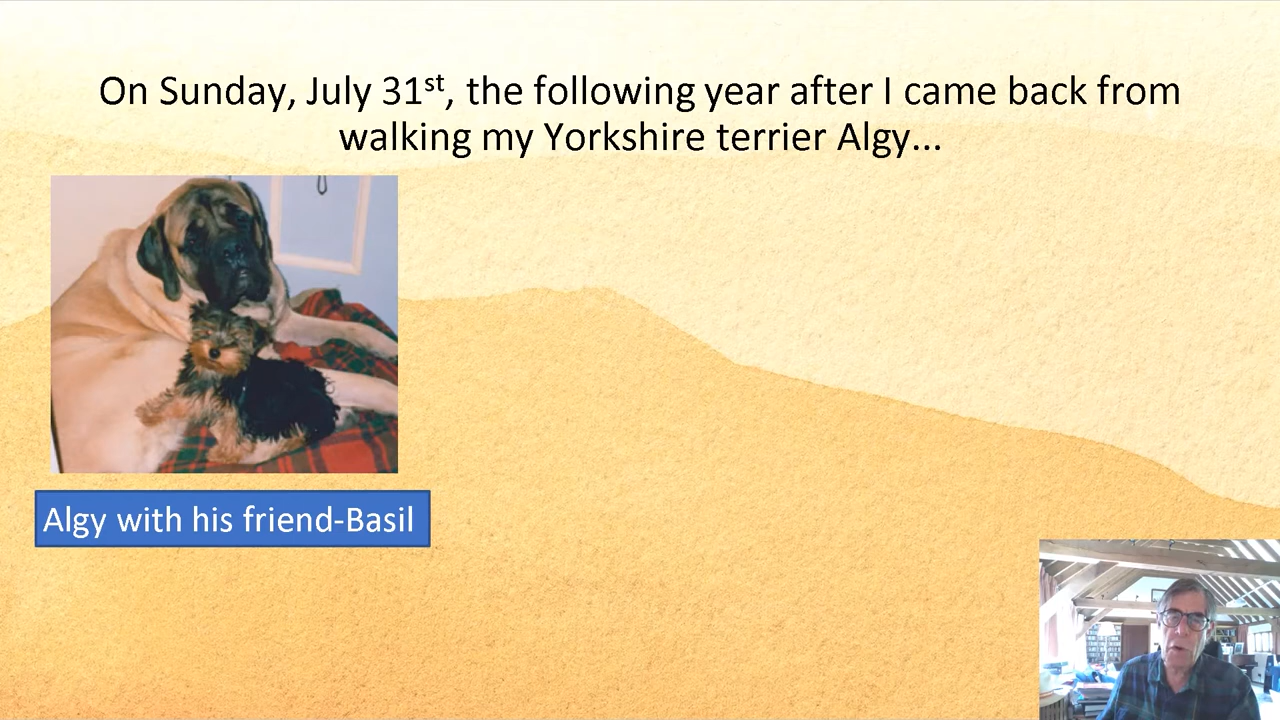 On Sunday, July 31st, the following year after I came back from
walking my Yorkshire terrier Algy...
Algy with his friend-Basil